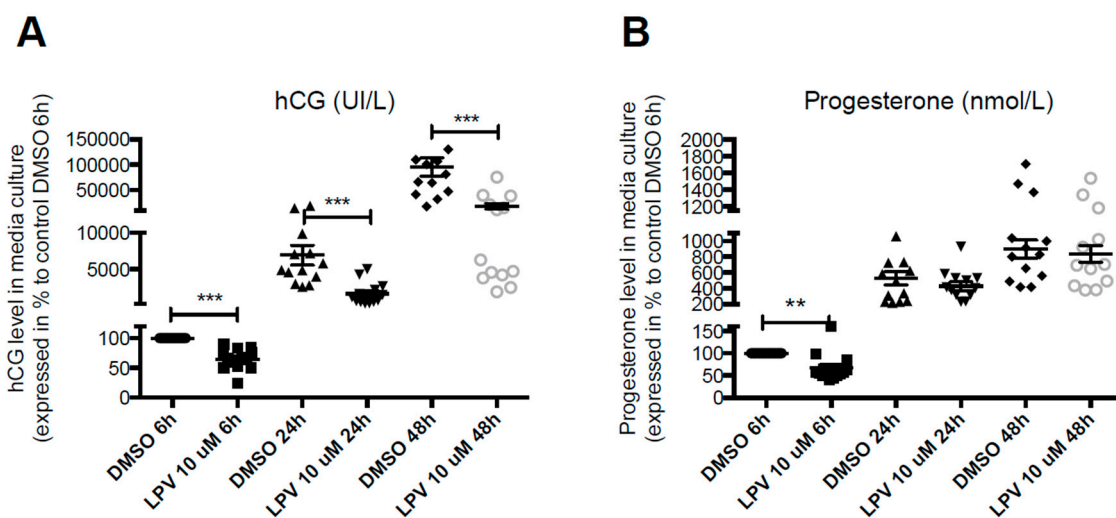 A
hCG (UI/L)
hCG level in media culture
(expressed in % to control DMSO 6h)
150000
100000
50000
10000
5000
100
50
0
***
***
***
DMSO 6h
LPV 10 uM 6h
DMSO 24h
LPV 10 uM 24h
DMSO 48h
LPV 10 uM 48h
B
Progesterone (nmol/L)
Progesterone level in media culture
(expressed in % to control DMSO 6h)
2000
1800
1600
1400
1200
1000
800
600
400
200
150
100
50
0
**
DMSO 6h
LPV 10 uM 6h
DMSO 24h
LPV 10 uM 24h
DMSO 48h
LPV 10 uM 48h